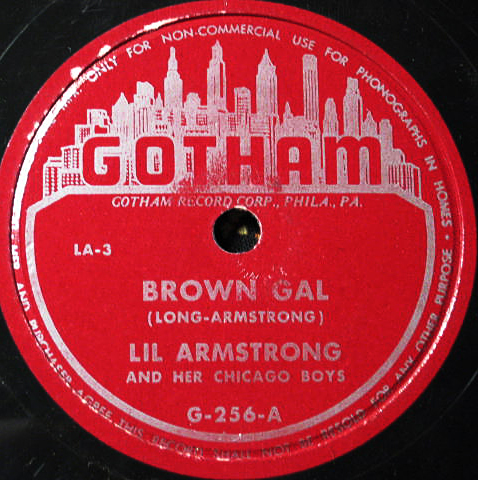 ONLY FOR NON-COMMERCIAL USE FOR PHONOGRAPHS IN HOMES •
GOTHAM
GOTHAM RECORD CORP., PHILA., PA.
LA-3
BROWN GAL
(LONG-ARMSTRONG)
LIL ARMSTRONG
AND HER CHICAGO BOYS
G-256-A
AND PURCHASER AGREE THIS RECORD SHALL NOT BE RESOLD FOR ANY OTHER PURPOSE •